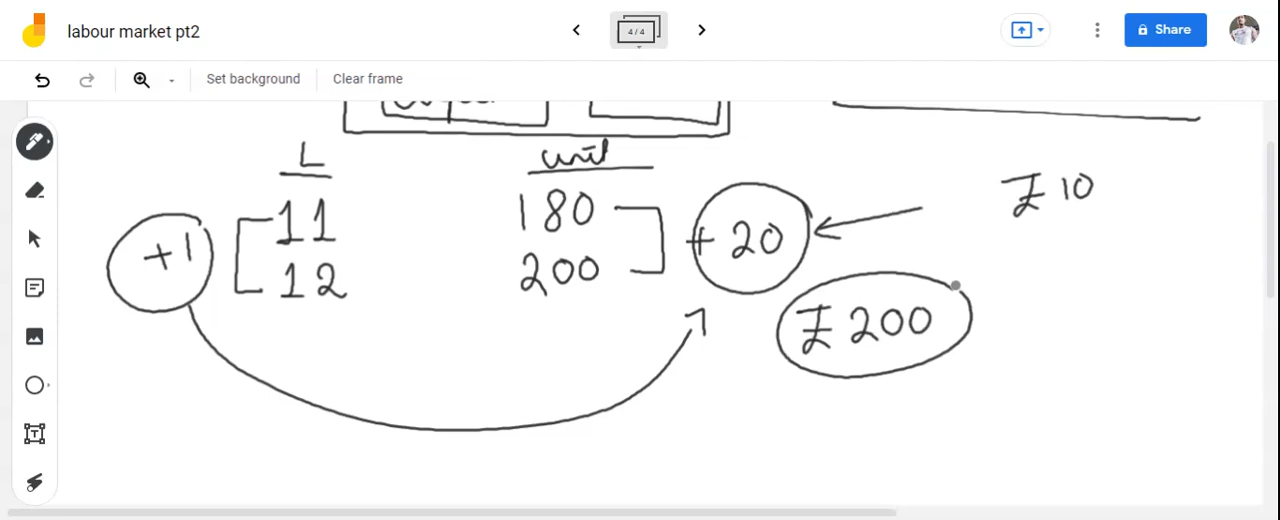 labour market pt2
4 / 4
Share
Set background
Clear frame
L
unit
11
180
12
200
+1
+ 20
£10
£200
T